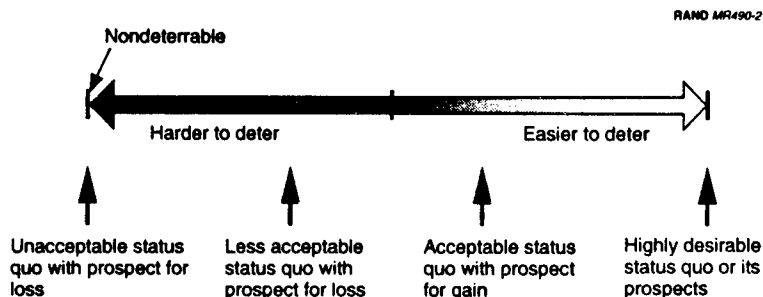 RAND MR490-2
Nondeterrable
Harder to deter
Easier to deter
Unacceptable status
quo with prospect for
loss
Less acceptable
status quo with
prospect for loss
Acceptable status
quo with prospect
for gain
Highly desirable
status quo or its
prospects